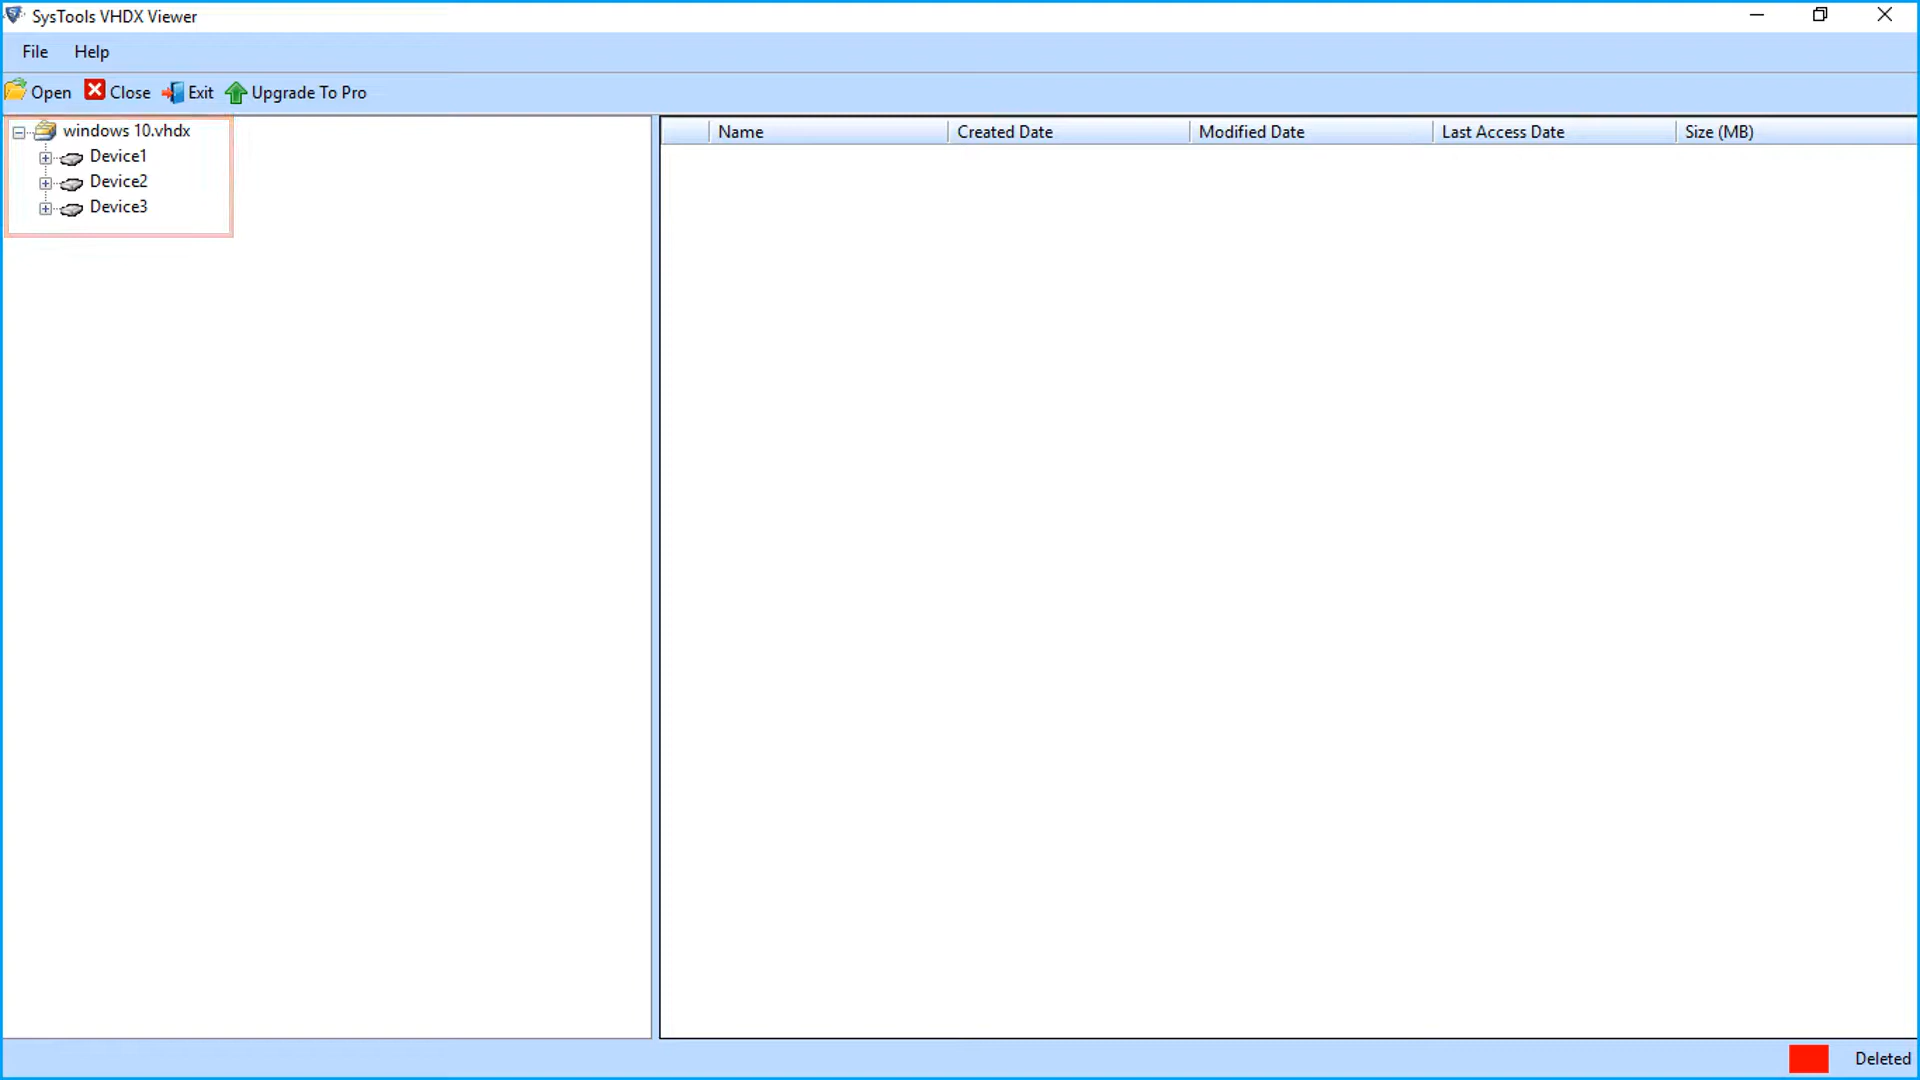 SysTools VHDX Viewer
File Help
Open Close Exit Upgrade To Pro
windows 10.vhdx
Device1
Device2
Device3
Name Created Date Modified Date Last Access Date Size (MB)
Deleted